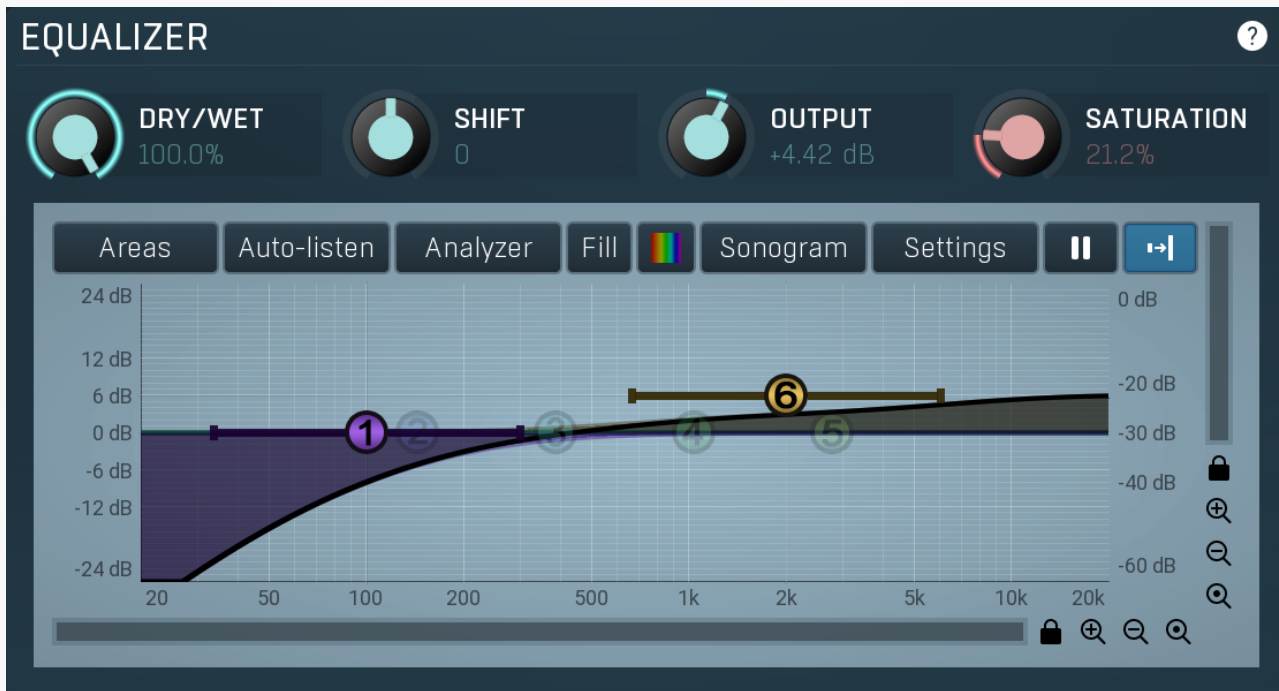 EQUALIZER ?
DRY/WET
100.0%
SHIFT
0
OUTPUT
+4.42 dB
SATURATION
21.2%
Areas Auto-listen Analyzer Fill Sonogram Settings
24 dB
12 dB
6 dB
0 dB
-6 dB
-12 dB
-24 dB
1 2 3 4 5 6
0 dB
-20 dB
-30 dB
-40 dB
-60 dB
20 50 100 200 500 1k 2k 5k 10k 20k